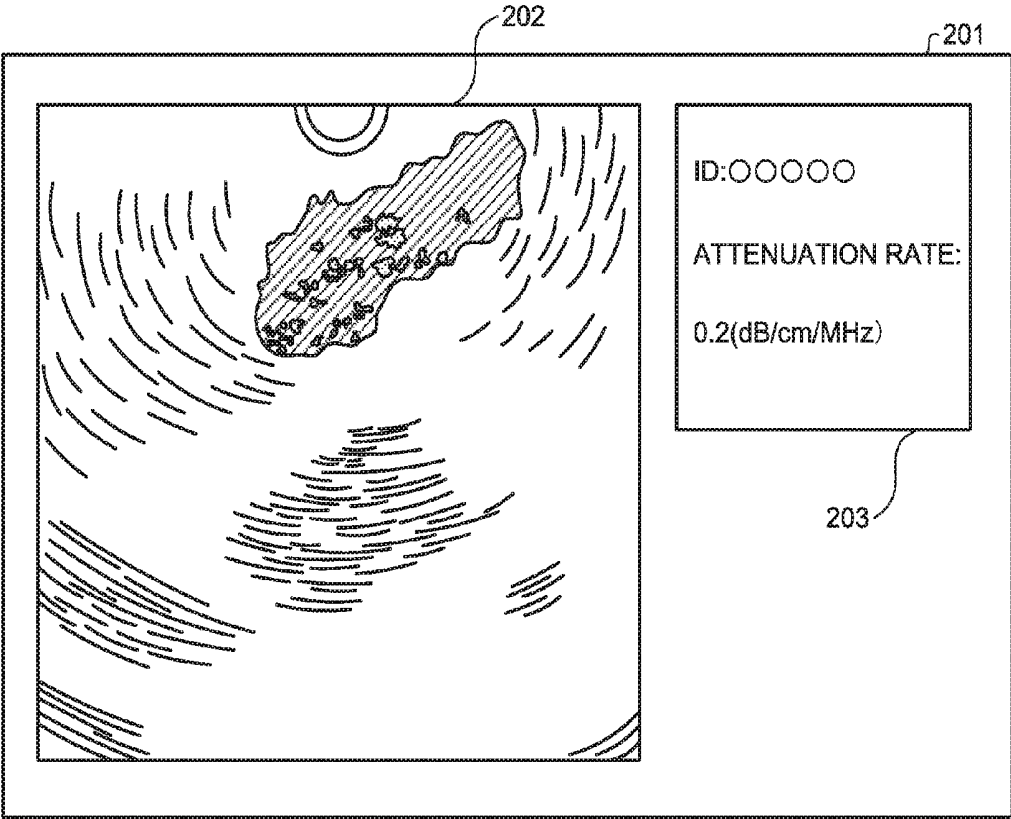 202
201
ID:○○○○○
ATTENUATION RATE:
0.2(dB/cm/MHz)
203